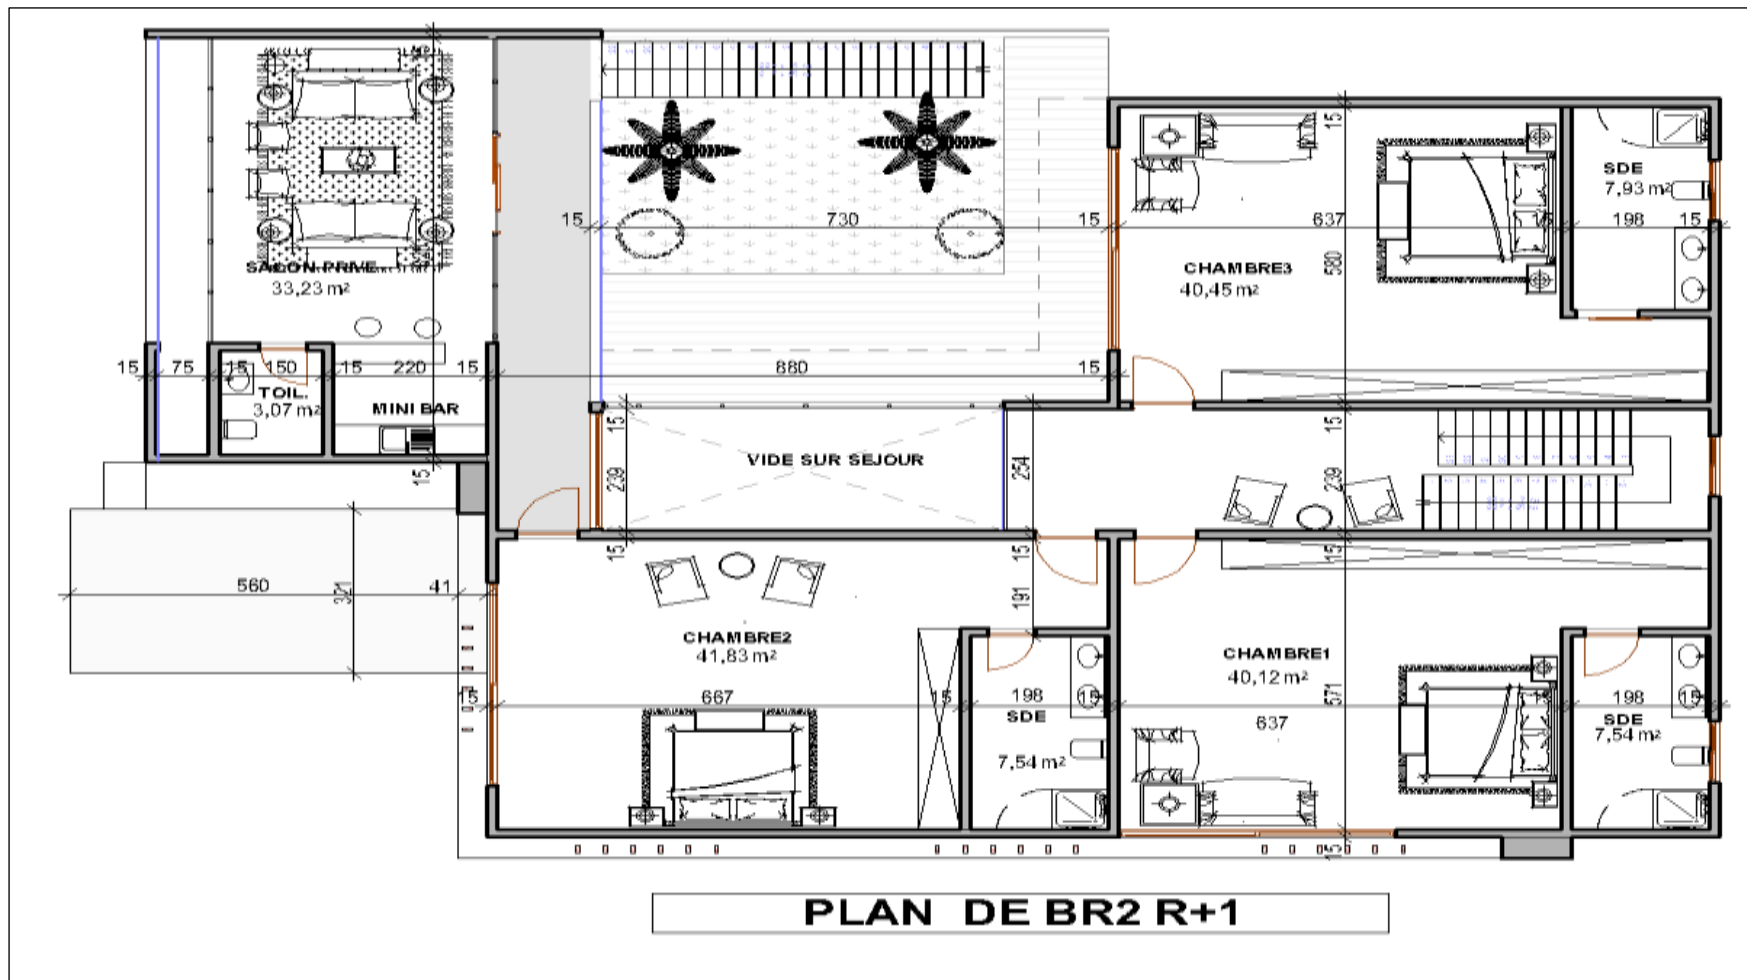 SALON PRIVE
33,23 m²
15
730
15
637
15
198
15
15
580
SDE
7,93 m²
CHAMBRE3
40,45 m²
15
75
15
150
15
220
15
880
15
TOIL.
3,07 m²
MINI BAR
15
15
239
VIDE SUR SEJOUR
254
15
239
15
15
15
191
560
321
41
CHAMBRE2
41,83 m²
CHAMBRE1
40,12 m²
15
667
15
198
15
SDE
7,54 m²
637
571
198
15
SDE
7,54 m²
15
PLAN DE BR2 R+1